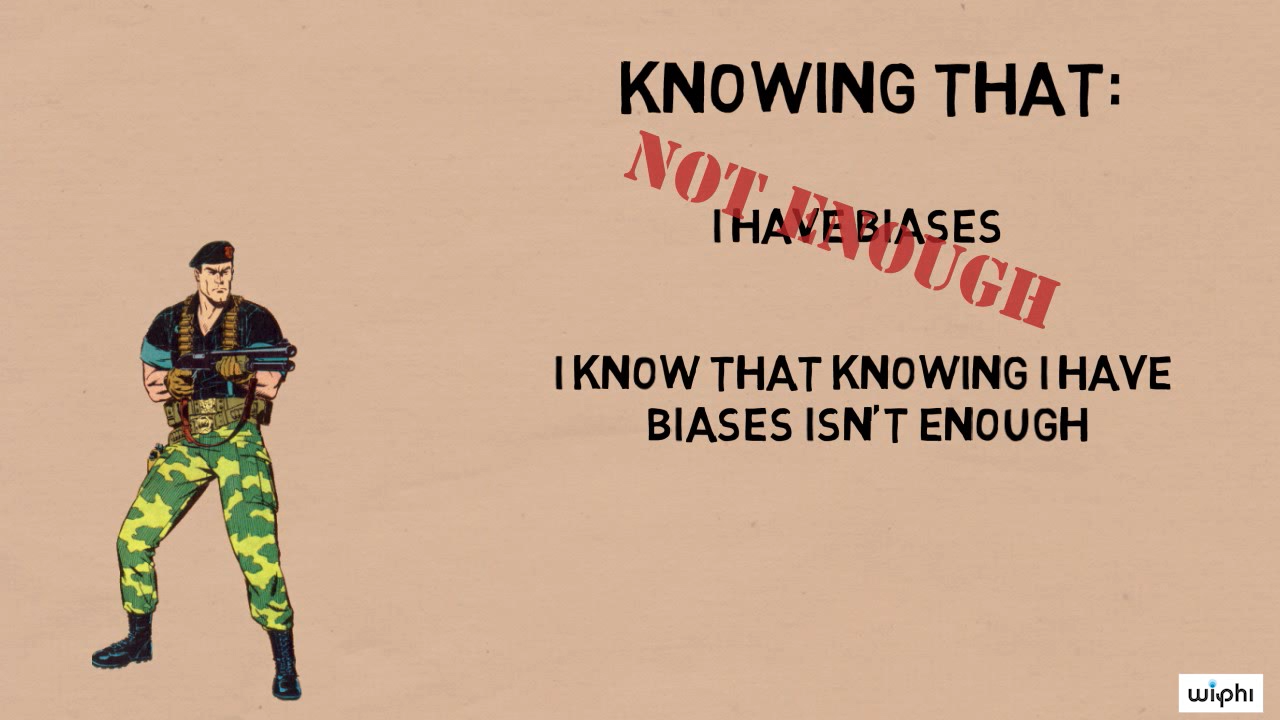 KNOWING THAT:
NOT ENOUGH
I HAVE BIASES
I KNOW THAT KNOWING I HAVE
BIASES ISN'T ENOUGH
wiphi